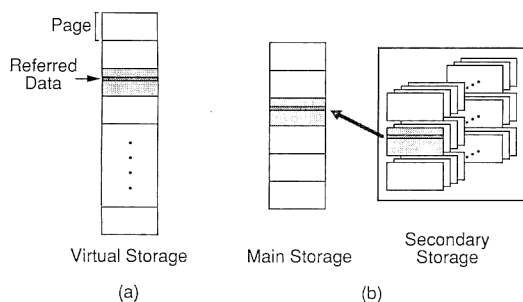 Page
Referred
Data
Virtual Storage
Main Storage
Secondary
Storage
(a)
(b)